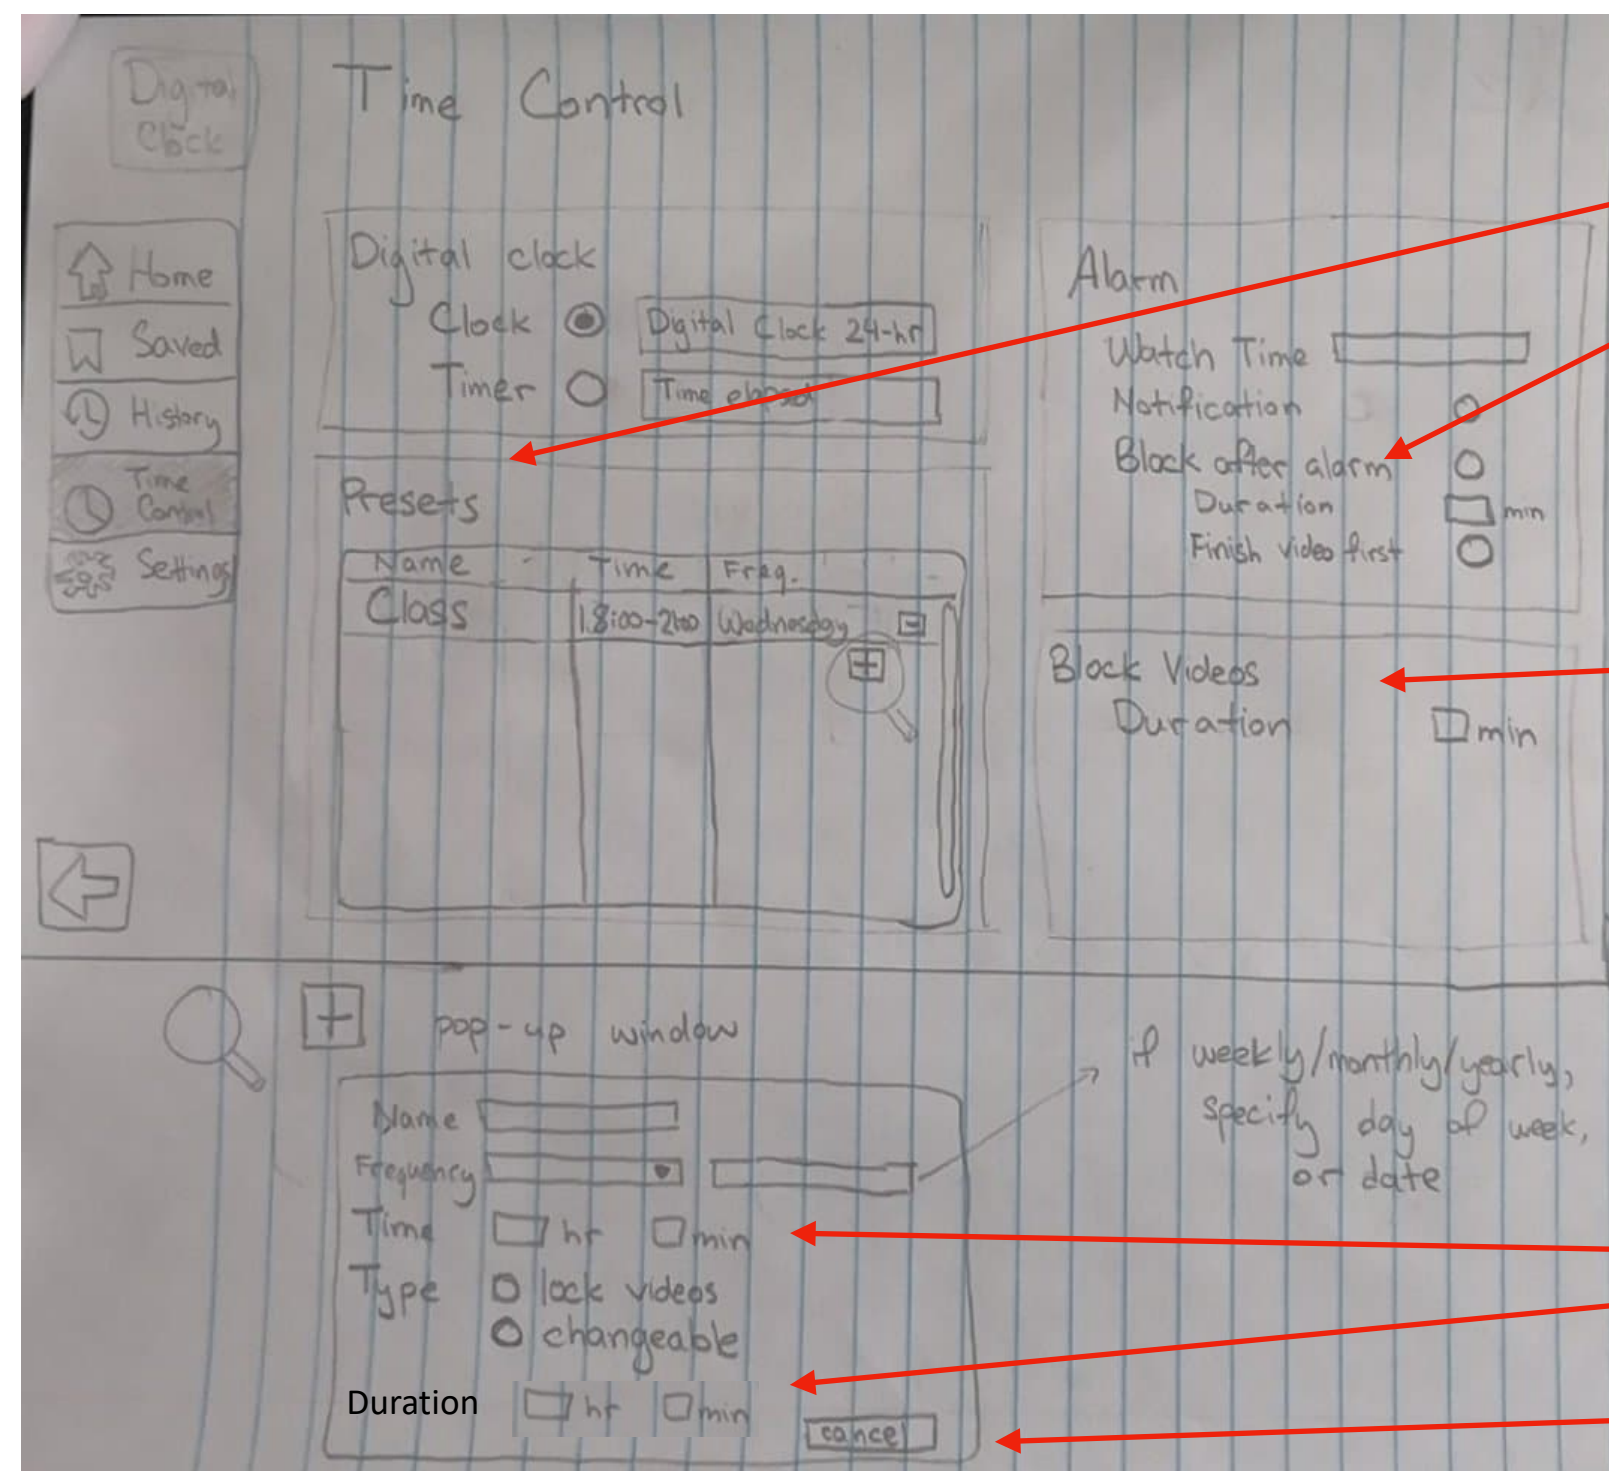 Digital
Clock
Time Control
Home
Saved
History
Time
Control
Settings
Digital clock
Clock Digital Clock 24-hr
Timer Time elapsed
Presets
Name Time Freq.
Class 18:00-21:00 Wednesday
Alarm
Watch Time
Notification
Block after alarm
Duration min
Finish video first
Block Videos
Duration min
pop-up window
Name
Frequency
Time hr min
Type lock videos
changeable
Duration hr min
cancel
if weekly/monthly/yearly,
specify day of week,
or date